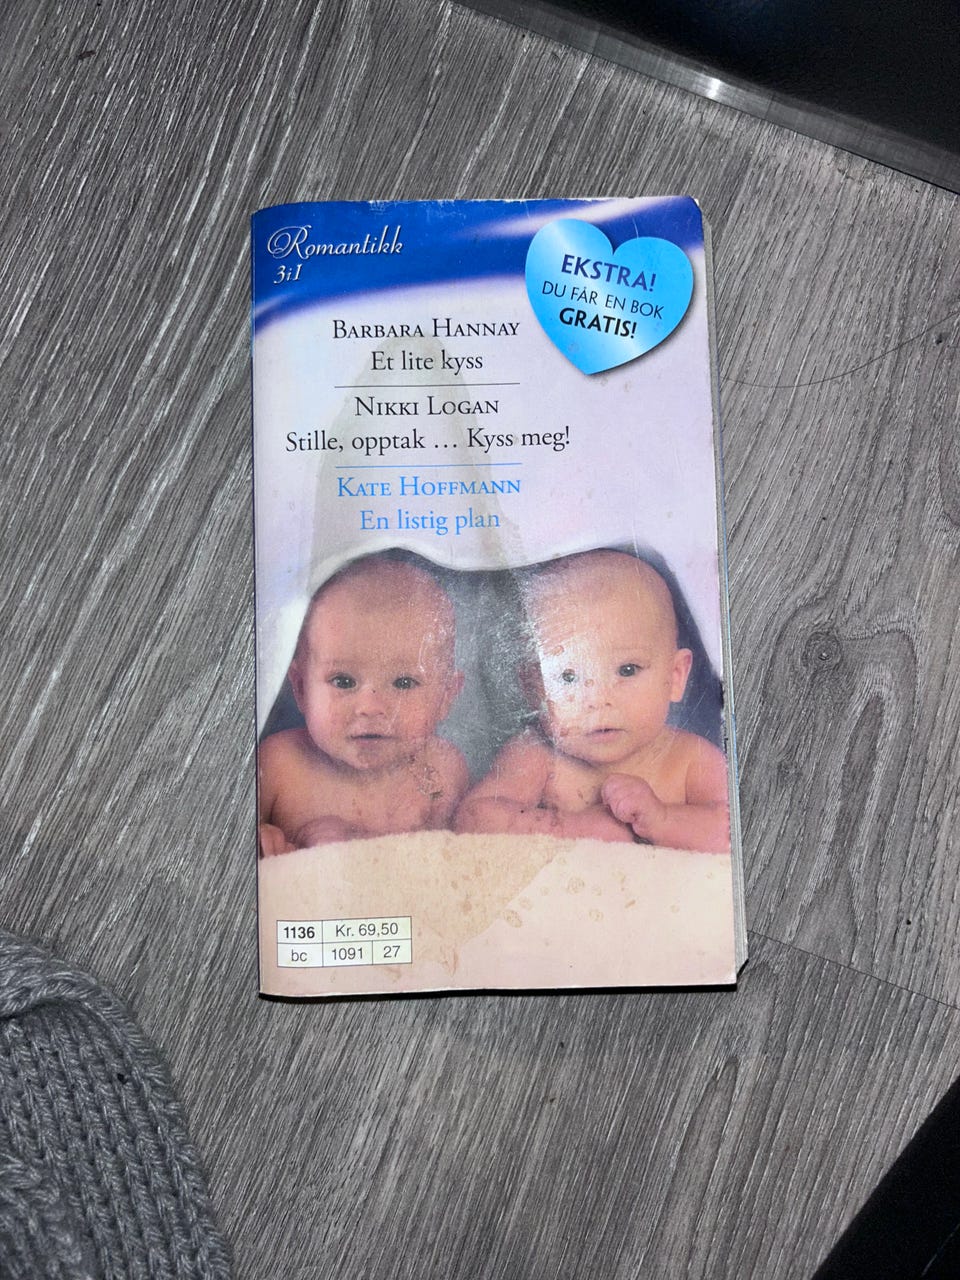 Romantikk
3i1
EKSTRA!
DU FÅR EN BOK
GRATIS!
BARBARA HANNAY
Et lite kyss
NIKKI LOGAN
Stille, opptak … Kyss meg!
KATE HOFFMANN
En listig plan
1136 Kr. 69,50
bc 1091 27